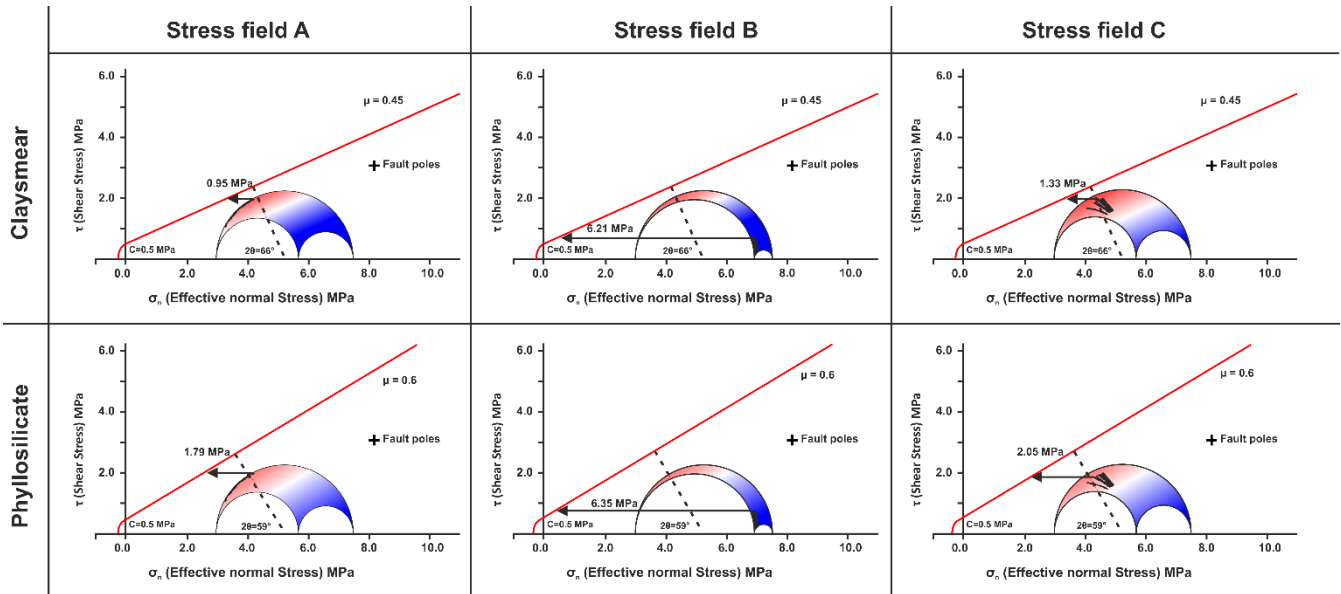 Stress field A
Stress field B
Stress field C
Claysmear
τ (Shear Stress) MPa
6.0
4.0
2.0
μ = 0.45
Fault poles
0.95 MPa
C=0.5 MPa
2θ=66°
0.0 2.0 4.0 6.0 8.0 10.0
σn (Effective normal Stress) MPa
τ (Shear Stress) MPa
6.0
4.0
2.0
μ = 0.45
Fault poles
6.21 MPa
C=0.5 MPa
2θ=66°
0.0 2.0 4.0 6.0 8.0 10.0
σn (Effective normal Stress) MPa
τ (Shear Stress) MPa
6.0
4.0
2.0
μ = 0.45
Fault poles
1.33 MPa
C=0.5 MPa
2θ=66°
0.0 2.0 4.0 6.0 8.0 10.0
σn (Effective normal Stress) MPa
Phyllosilicate
τ (Shear Stress) MPa
6.0
4.0
2.0
μ = 0.6
Fault poles
1.79 MPa
C=0.5 MPa
2θ=59°
0.0 2.0 4.0 6.0 8.0 10.0
σn (Effective normal Stress) MPa
τ (Shear Stress) MPa
6.0
4.0
2.0
μ = 0.6
Fault poles
6.35 MPa
C=0.5 MPa
2θ=59°
0.0 2.0 4.0 6.0 8.0 10.0
σn (Effective normal Stress) MPa
τ (Shear Stress) MPa
6.0
4.0
2.0
μ = 0.6
Fault poles
2.05 MPa
C=0.5 MPa
2θ=59°
0.0 2.0 4.0 6.0 8.0 10.0
σn (Effective normal Stress) MPa